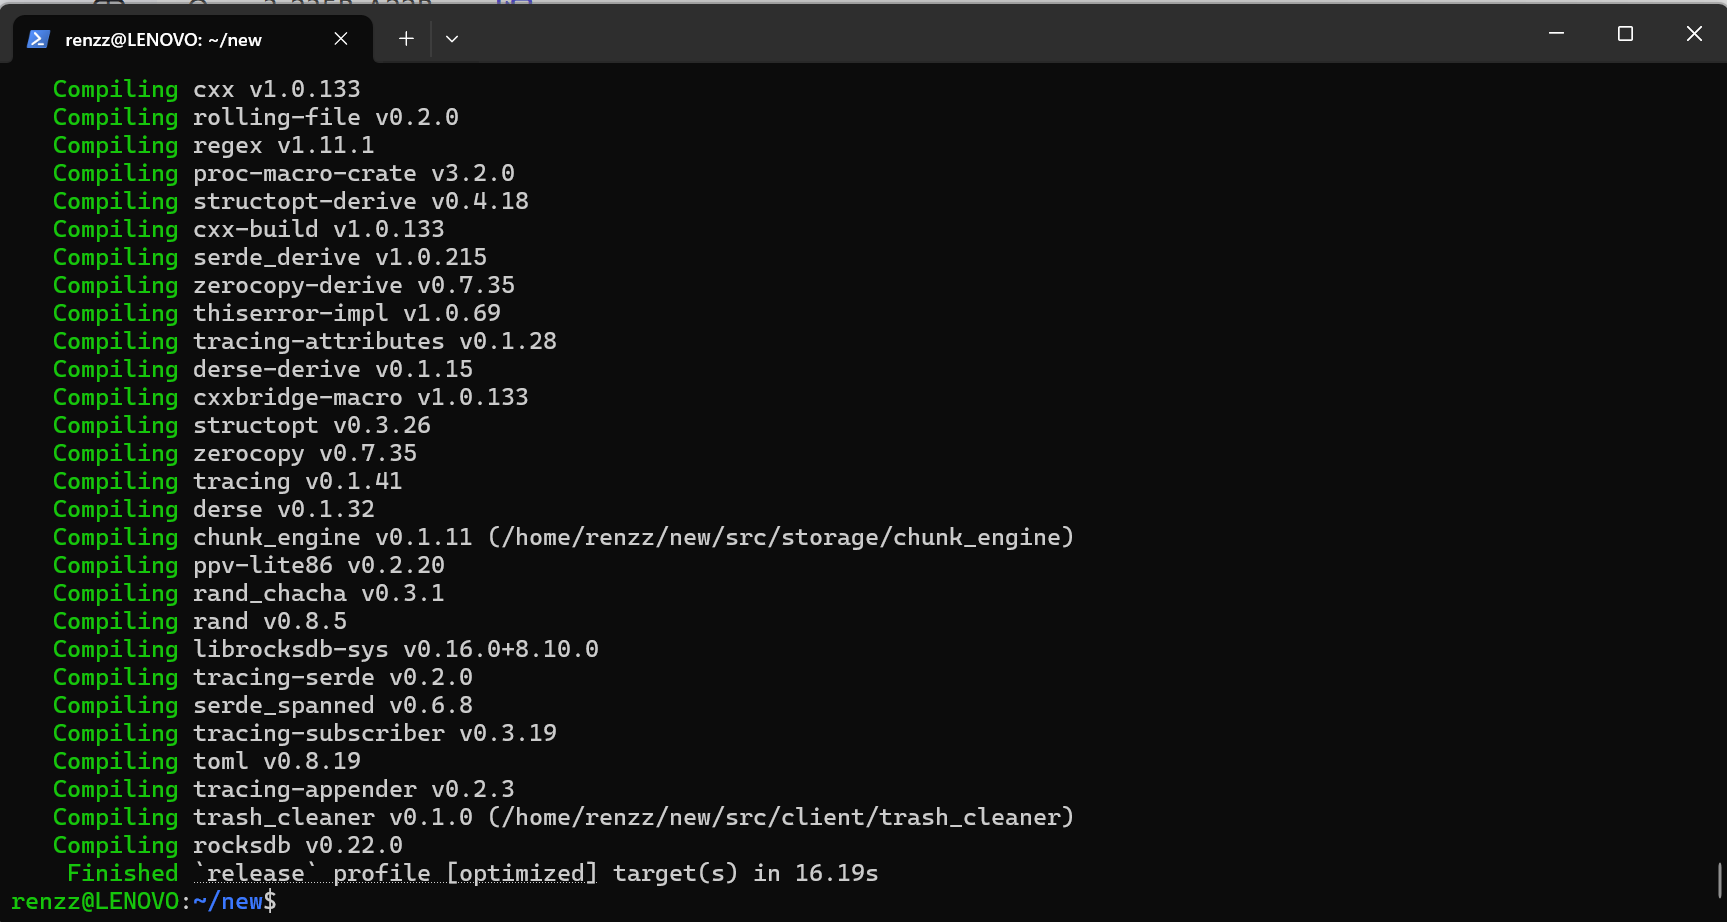 renzz@LENOVO: ~/new
Compiling cxx v1.0.133
Compiling rolling-file v0.2.0
Compiling regex v1.11.1
Compiling proc-macro-crate v3.2.0
Compiling structopt-derive v0.4.18
Compiling cxx-build v1.0.133
Compiling serde_derive v1.0.215
Compiling zerocopy-derive v0.7.35
Compiling thiserror-impl v1.0.69
Compiling tracing-attributes v0.1.28
Compiling derse-derive v0.1.15
Compiling cxxbridge-macro v1.0.133
Compiling structopt v0.3.26
Compiling zerocopy v0.7.35
Compiling tracing v0.1.41
Compiling derse v0.1.32
Compiling chunk_engine v0.1.11 (/home/renzz/new/src/storage/chunk_engine)
Compiling ppv-lite86 v0.2.20
Compiling rand_chacha v0.3.1
Compiling rand v0.8.5
Compiling librocksdb-sys v0.16.0+8.10.0
Compiling tracing-serde v0.2.0
Compiling serde_spanned v0.6.8
Compiling tracing-subscriber v0.3.19
Compiling toml v0.8.19
Compiling tracing-appender v0.2.3
Compiling trash_cleaner v0.1.0 (/home/renzz/new/src/client/trash_cleaner)
Compiling rocksdb v0.22.0
Finished `release` profile [optimized] target(s) in 16.19s
renzz@LENOVO:~/new$